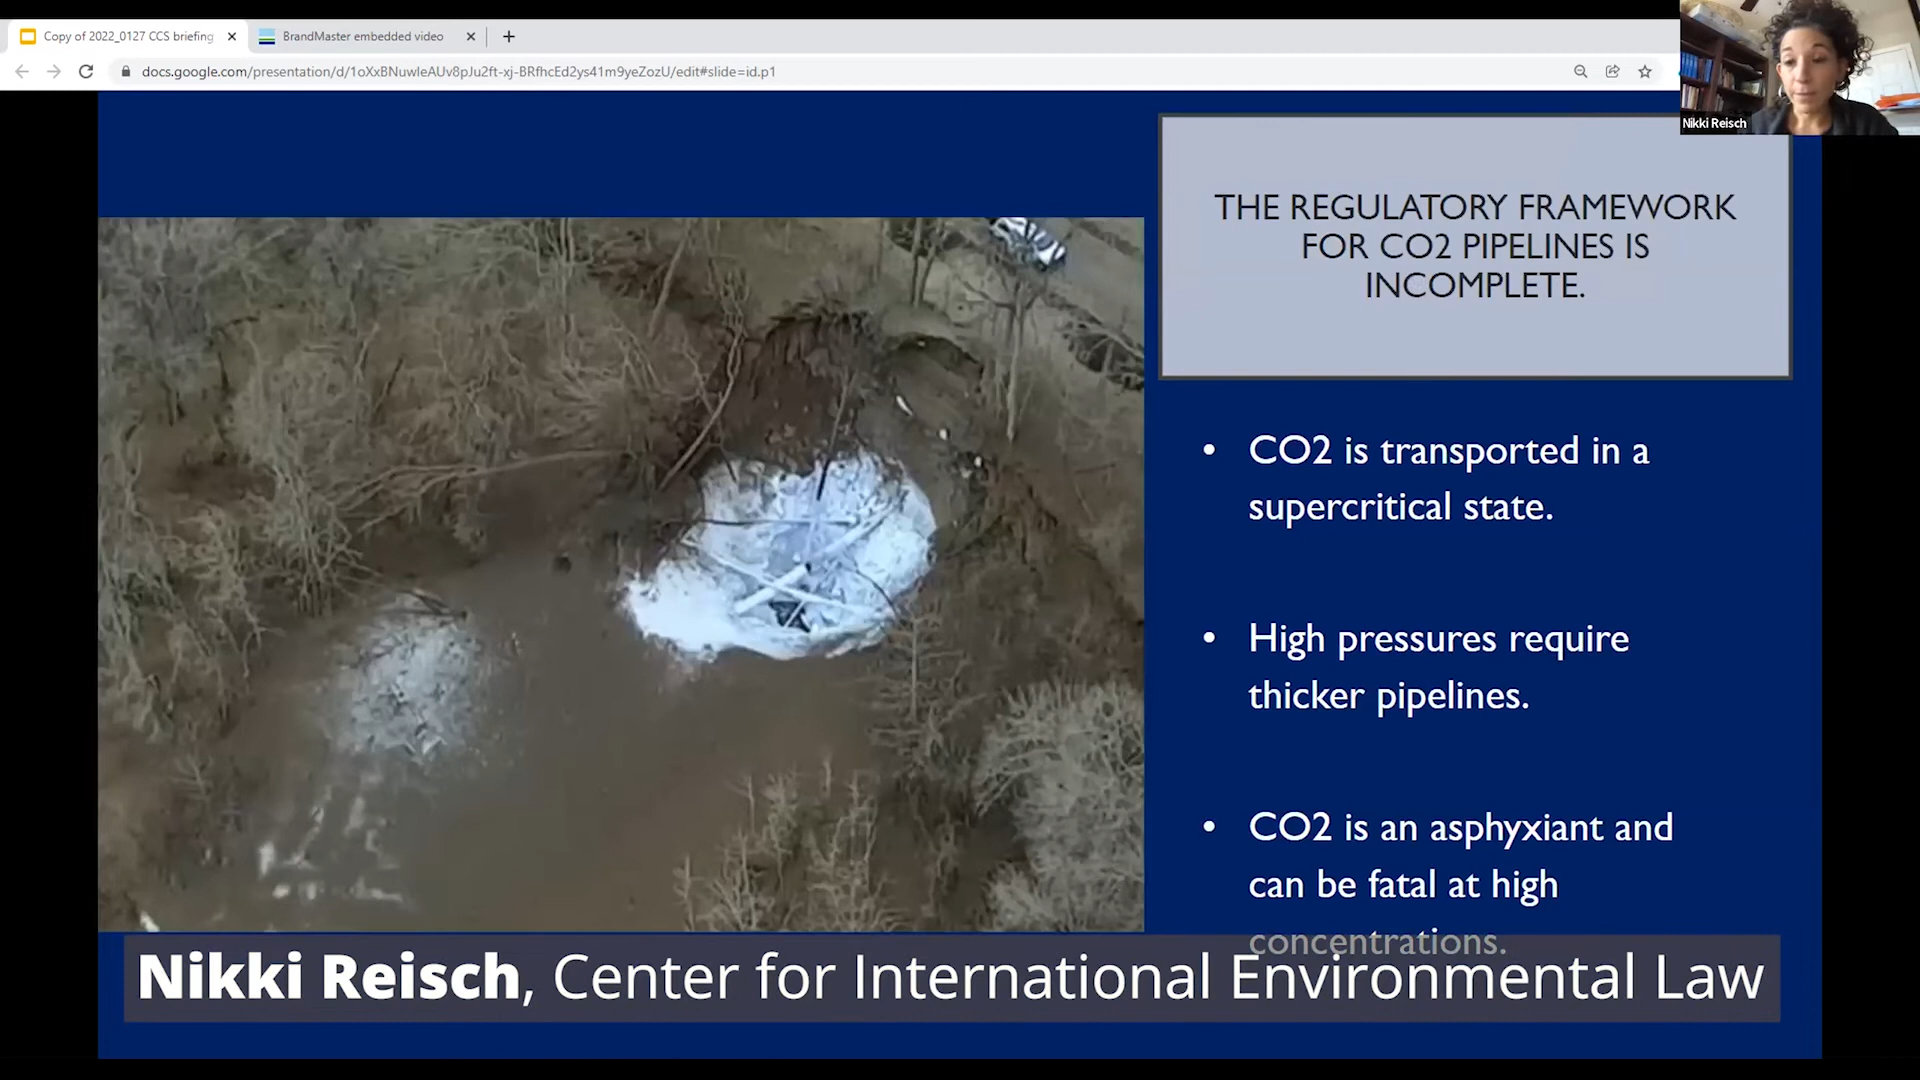 Copy of 2022_0127 CCS briefing
BrandMaster embedded video
docs.google.com/presentation/d/1oXxBNuwIeAUv8pJu2ft-xj-BRfhcEd2ys41m9yeZozU/edit#slide=id.p1
Nikki Reisch
THE REGULATORY FRAMEWORK
FOR CO2 PIPELINES IS
INCOMPLETE.
• CO2 is transported in a
supercritical state.
• High pressures require
thicker pipelines.
• CO2 is an asphyxiant and
can be fatal at high
concentrations.
Nikki Reisch, Center for International Environmental Law